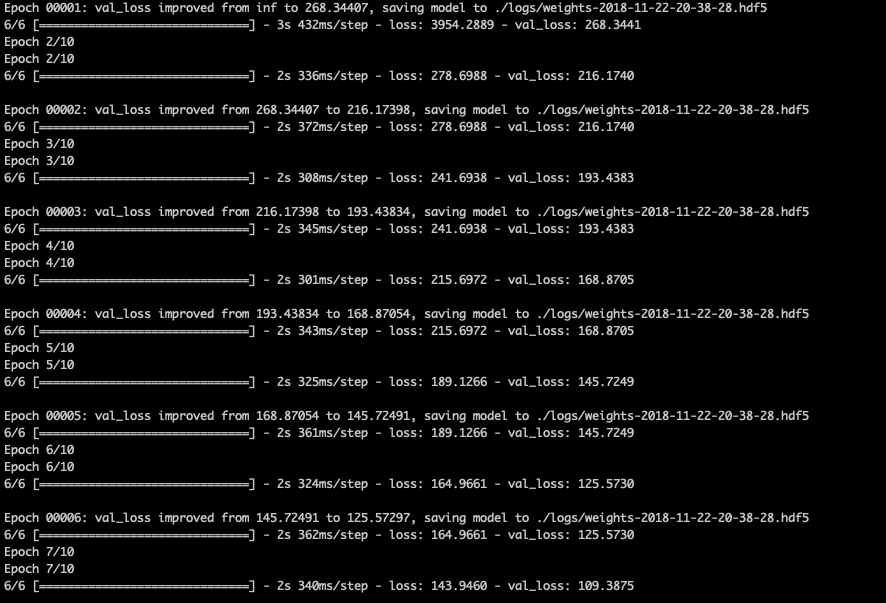 Epoch 00001: val_loss improved from inf to 268.34407, saving model to ./logs/weights-2018-11-22-20-38-28.hdf5
6/6 [==============================] - 3s 432ms/step - loss: 3954.2889 - val_loss: 268.3441
Epoch 2/10
Epoch 2/10
6/6 [==============================] - 2s 336ms/step - loss: 278.6988 - val_loss: 216.1740
Epoch 00002: val_loss improved from 268.34407 to 216.17398, saving model to ./logs/weights-2018-11-22-20-38-28.hdf5
6/6 [==============================] - 2s 372ms/step - loss: 278.6988 - val_loss: 216.1740
Epoch 3/10
Epoch 3/10
6/6 [==============================] - 2s 308ms/step - loss: 241.6938 - val_loss: 193.4383
Epoch 00003: val_loss improved from 216.17398 to 193.43834, saving model to ./logs/weights-2018-11-22-20-38-28.hdf5
6/6 [==============================] - 2s 345ms/step - loss: 241.6938 - val_loss: 193.4383
Epoch 4/10
Epoch 4/10
6/6 [==============================] - 2s 301ms/step - loss: 215.6972 - val_loss: 168.8705
Epoch 00004: val_loss improved from 193.43834 to 168.87054, saving model to ./logs/weights-2018-11-22-20-38-28.hdf5
6/6 [==============================] - 2s 343ms/step - loss: 215.6972 - val_loss: 168.8705
Epoch 5/10
Epoch 5/10
6/6 [==============================] - 2s 325ms/step - loss: 189.1266 - val_loss: 145.7249
Epoch 00005: val_loss improved from 168.87054 to 145.72491, saving model to ./logs/weights-2018-11-22-20-38-28.hdf5
6/6 [==============================] - 2s 361ms/step - loss: 189.1266 - val_loss: 145.7249
Epoch 6/10
Epoch 6/10
6/6 [==============================] - 2s 324ms/step - loss: 164.9661 - val_loss: 125.5730
Epoch 00006: val_loss improved from 145.72491 to 125.57297, saving model to ./logs/weights-2018-11-22-20-38-28.hdf5
6/6 [==============================] - 2s 362ms/step - loss: 164.9661 - val_loss: 125.5730
Epoch 7/10
Epoch 7/10
6/6 [==============================] - 2s 340ms/step - loss: 143.9460 - val_loss: 109.3875